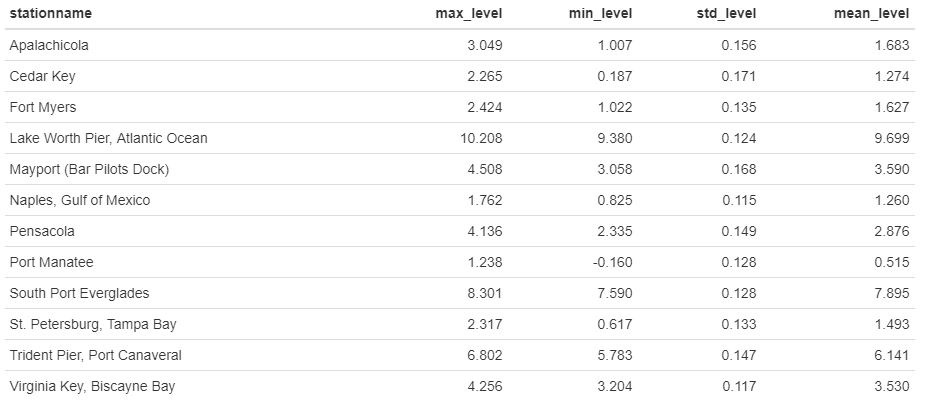 stationname max_level min_level std_level mean_level
Apalachicola 3.049 1.007 0.156 1.683
Cedar Key 2.265 0.187 0.171 1.274
Fort Myers 2.424 1.022 0.135 1.627
Lake Worth Pier, Atlantic Ocean 10.208 9.380 0.124 9.699
Mayport (Bar Pilots Dock) 4.508 3.058 0.168 3.590
Naples, Gulf of Mexico 1.762 0.825 0.115 1.260
Pensacola 4.136 2.335 0.149 2.876
Port Manatee 1.238 -0.160 0.128 0.515
South Port Everglades 8.301 7.590 0.128 7.895
St. Petersburg, Tampa Bay 2.317 0.617 0.133 1.493
Trident Pier, Port Canaveral 6.802 5.783 0.147 6.141
Virginia Key, Biscayne Bay 4.256 3.204 0.117 3.530